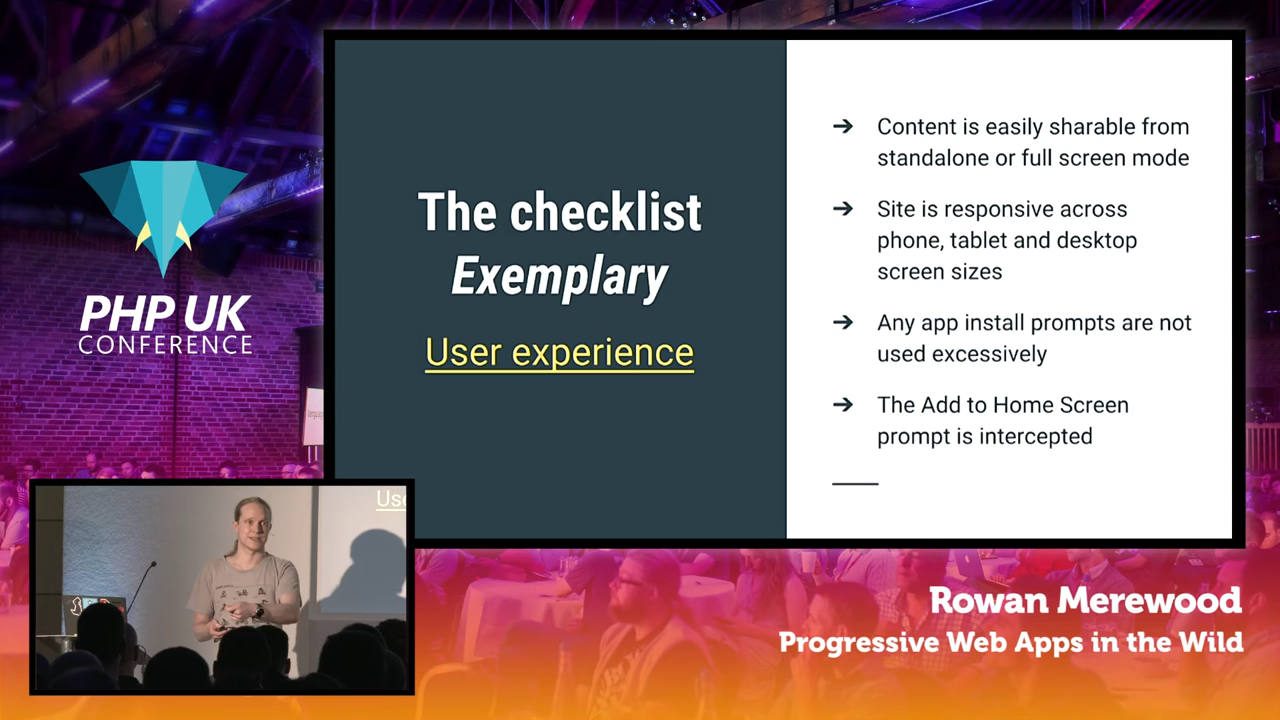 PHP UK
CONFERENCE
The checklist
Exemplary
User experience
➔ Content is easily sharable from
standalone or full screen mode
➔ Site is responsive across
phone, tablet and desktop
screen sizes
➔ Any app install prompts are not
used excessively
➔ The Add to Home Screen
prompt is intercepted
Use
Rowan Merewood
Progressive Web Apps in the Wild